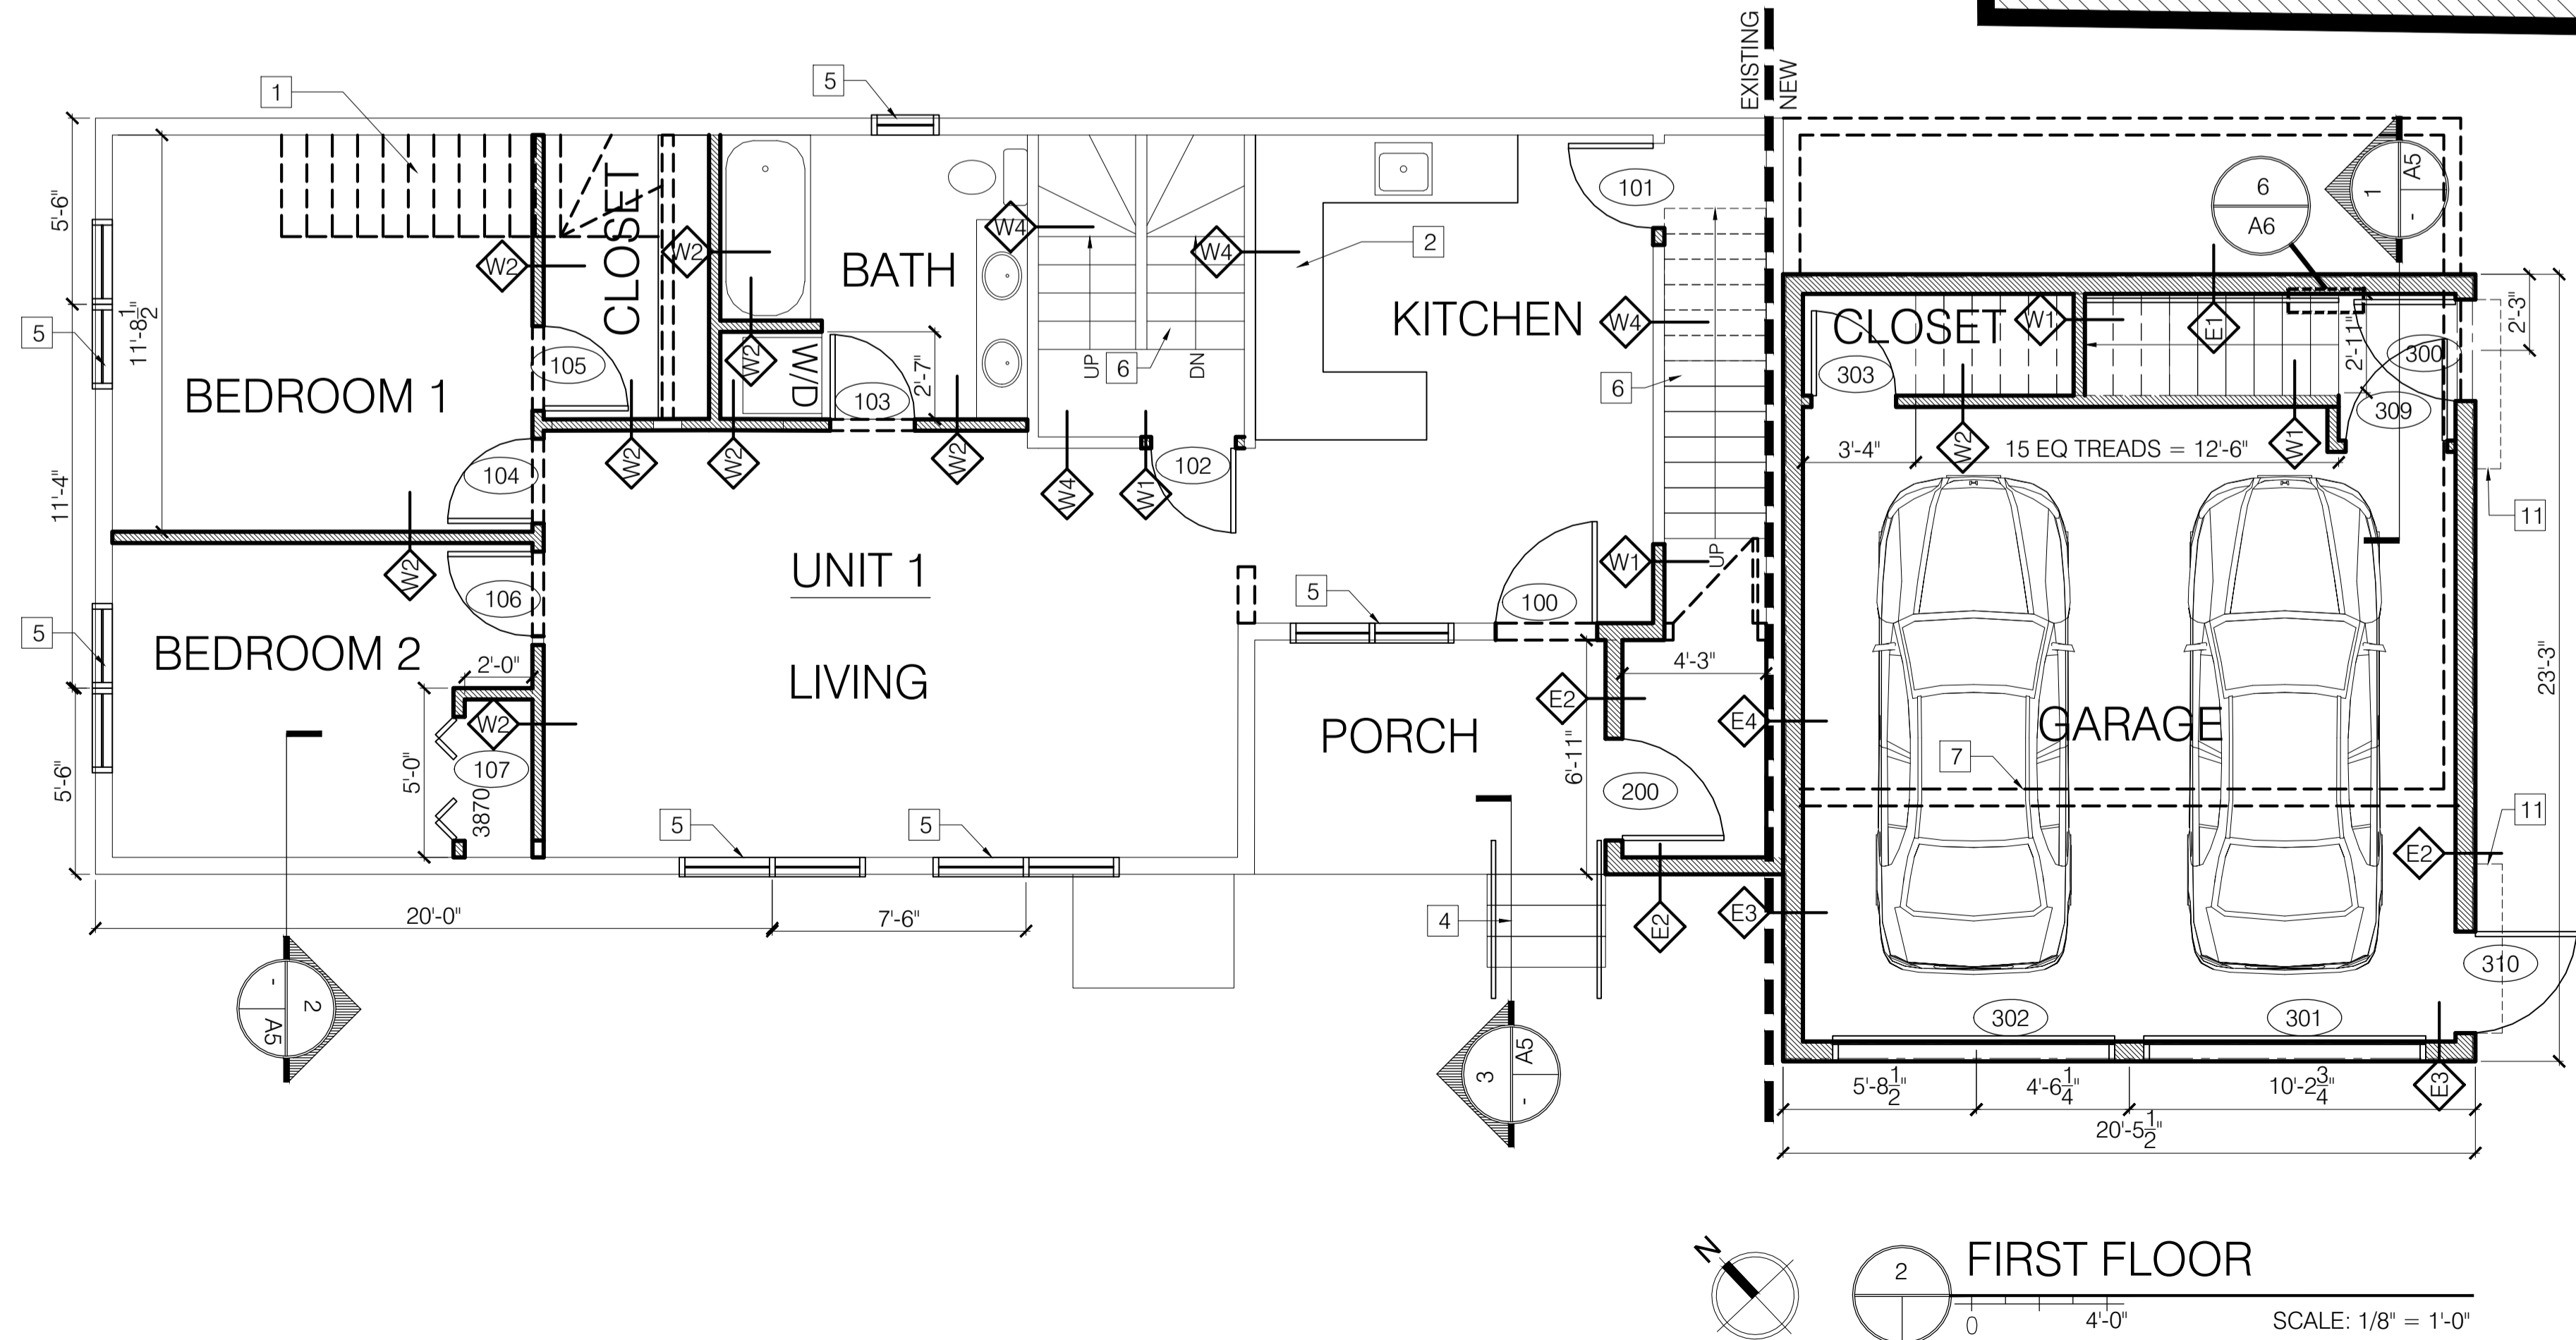 EXISTING
NEW
1
5
5'-6"
11'-8 1/2"
5
BEDROOM 1
W2
CLOSET
105
104
W2
BATH
W2
W/D
103
2'-7"
W2
W2
W2
W4
UP
6
DN
W4
W4
W1
102
2
KITCHEN
101
W4
6
UP
W1
100
5
6
A6
1
A5
-
2'-3"
CLOSET
W1
E1
2'-11"
300
303
309
3'-4"
W2
15 EQ TREADS = 12'-6"
W1
11
11'-4"
W2
106
5
BEDROOM 2
2'-0"
W2
5'-0"
107
3870
5'-6"
UNIT 1
LIVING
5
5
PORCH
E2
4'-3"
6'-11"
200
E4
GARAGE
7
23'-3"
11
E2
20'-0"
7'-6"
4
E2
E3
310
302
301
E3
-
A5
2
3
A5
-
5'-8 1/2"
4'-6 1/4"
10'-2 3/4"
20'-5 1/2"
N
2
FIRST FLOOR
0
4'-0"
SCALE: 1/8" = 1'-0"